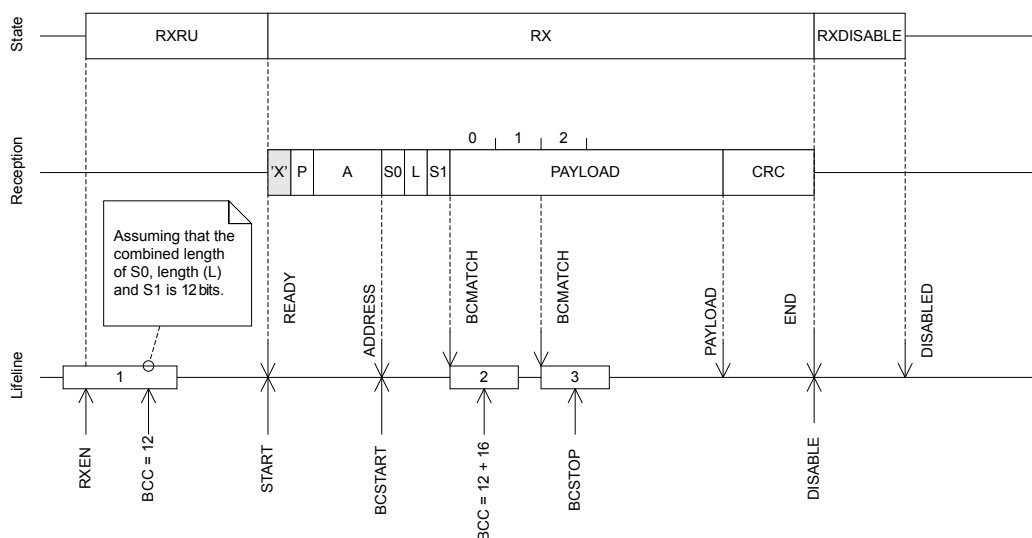 State
RXRU
RX
RXDISABLE
Reception
0
1
2
'X'
P
A
S0
L
S1
PAYLOAD
CRC
Assuming that the
combined length
of S0, length (L)
and S1 is 12 bits.
READY
ADDRESS
BCMATCH
BCMATCH
PAYLOAD
END
DISABLED
Lifeline
1
2
3
RXEN
BCC = 12
START
BCSTART
BCC = 12 + 16
BCSTOP
DISABLE